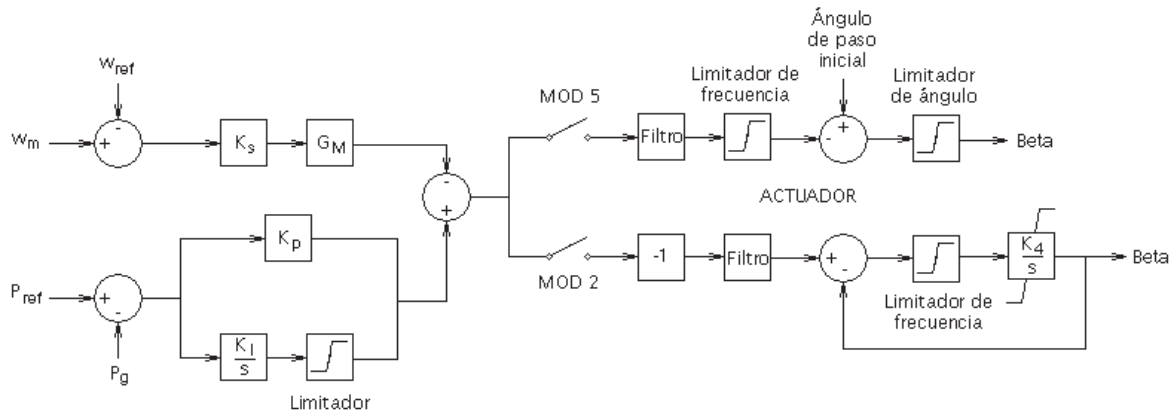 Ángulo
de paso
inicial
w_ref
Limitador de
frecuencia
Limitador
de ángulo
MOD 5
-
w_m
+
K_s
G_M
Filtro
-
+
Beta
-
+
ACTUADOR
K_p
-1
Filtro
+
-
K_4
s
Beta
MOD 2
P_ref
+
-
Limitador de
frecuencia
K_I
s
P_g
Limitador